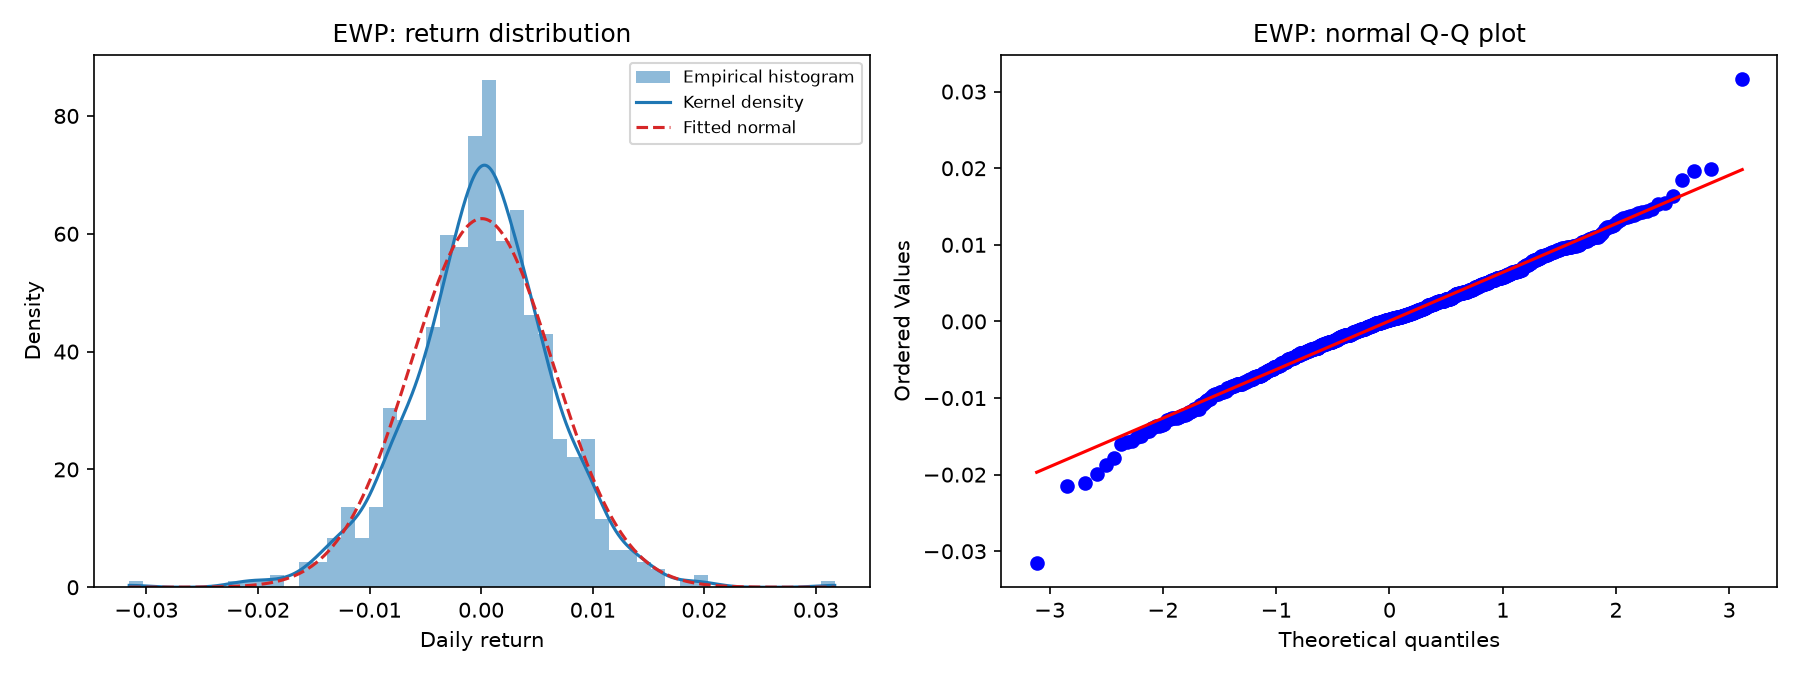 EWP: return distribution
Empirical histogram
Kernel density
Fitted normal
Density
80
60
40
20
0
−0.03
−0.02
−0.01
0.00
0.01
0.02
0.03
Daily return
EWP: normal Q-Q plot
Ordered Values
0.03
0.02
0.01
0.00
−0.01
−0.02
−0.03
−3
−2
−1
0
1
2
3
Theoretical quantiles